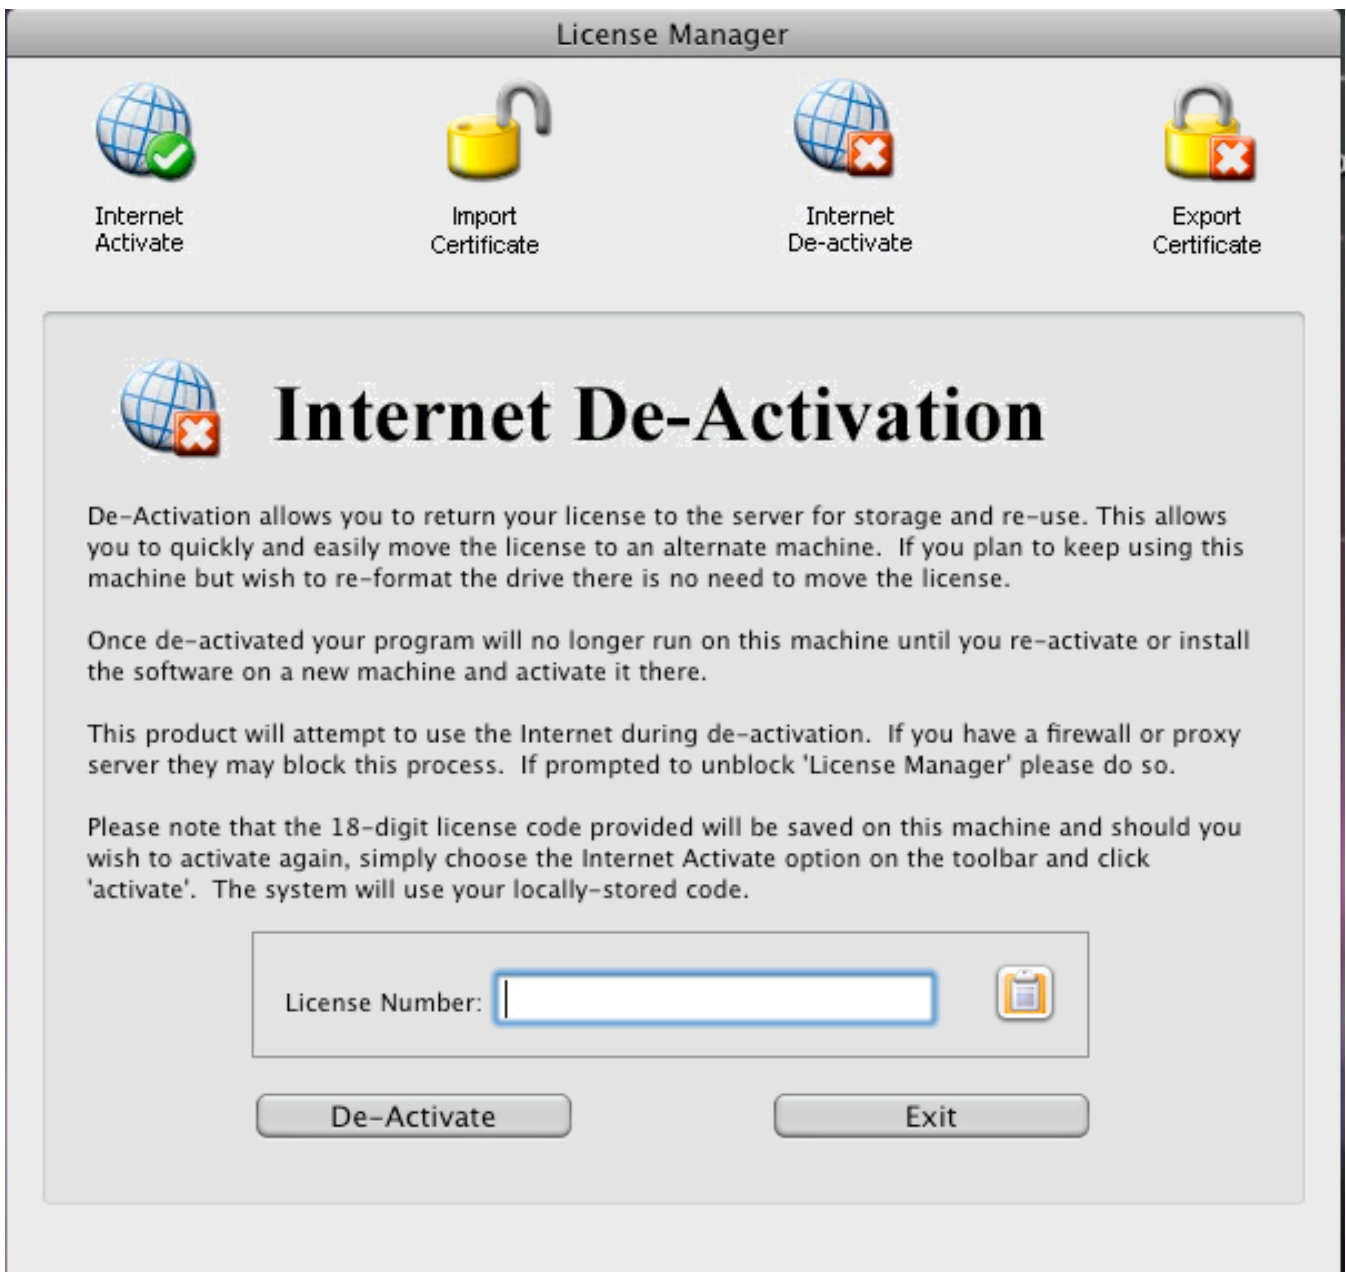 License Manager
Internet
Activate
Import
Certificate
Internet
De-activate
Export
Certificate
Internet De-Activation
De-Activation allows you to return your license to the server for storage and re-use. This allows
you to quickly and easily move the license to an alternate machine.  If you plan to keep using this
machine but wish to re-format the drive there is no need to move the license.
Once de-activated your program will no longer run on this machine until you re-activate or install
the software on a new machine and activate it there.
This product will attempt to use the Internet during de-activation.  If you have a firewall or proxy
server they may block this process.  If prompted to unblock 'License Manager' please do so.
Please note that the 18-digit license code provided will be saved on this machine and should you
wish to activate again, simply choose the Internet Activate option on the toolbar and click
'activate'.  The system will use your locally-stored code.
License Number:
De-Activate
Exit